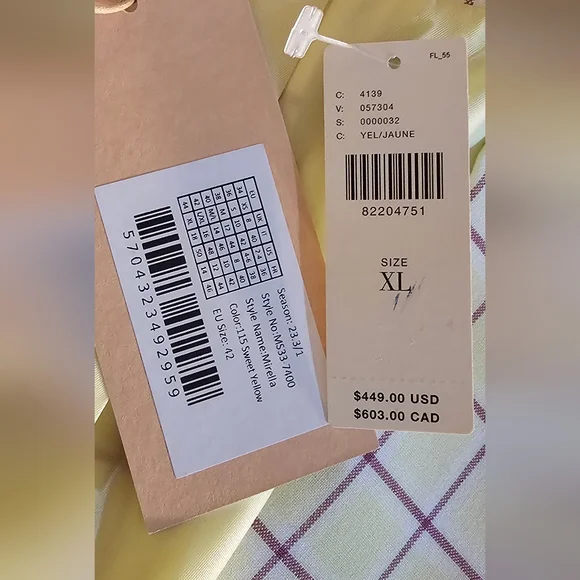 FL_55
C: 4139
V: 057304
S: 0000032
C: YEL/JAUNE
82204751
SIZE
XL
$449.00 USD
$603.00 CAD
Season: 23.3/1
Style No:MS33 7400
Style Name:Mirella
Color:115 Sweet Yellow
EU Size: 42
5704323492959